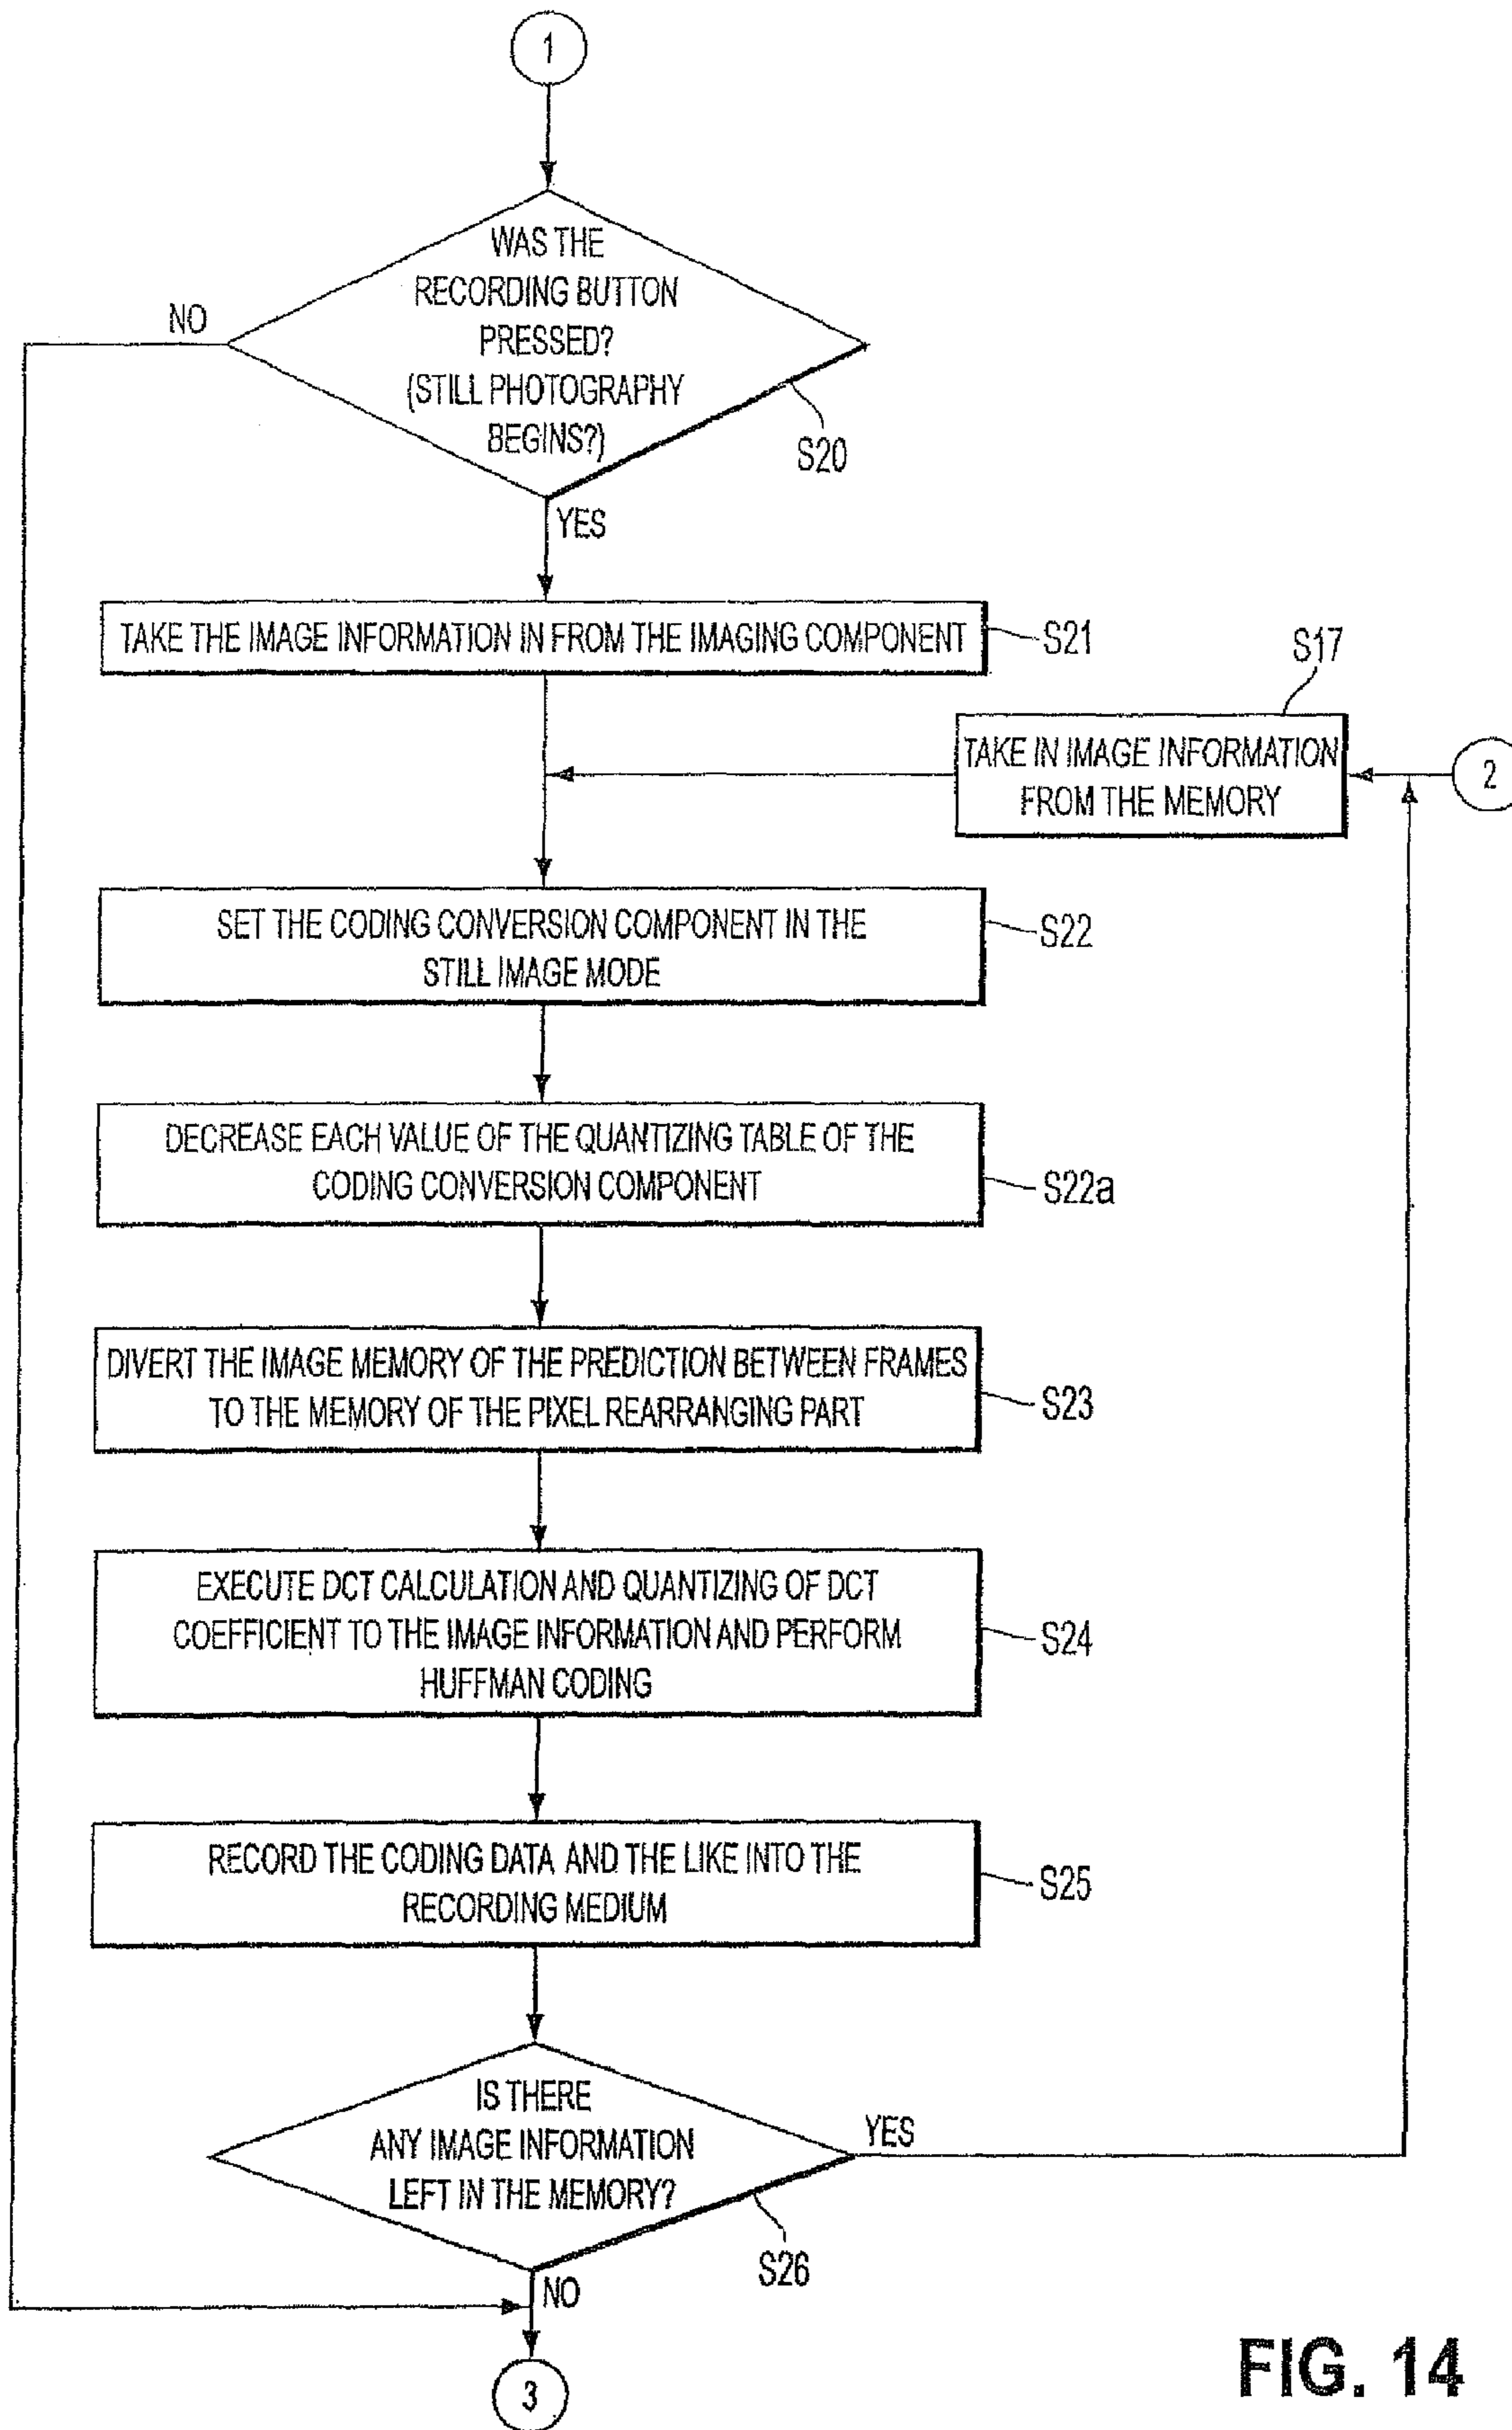 1
WAS THE
RECORDING BUTTON
PRESSED?
(STILL PHOTOGRAPHY
BEGINS?)
NO
S20
YES
TAKE THE IMAGE INFORMATION IN FROM THE IMAGING COMPONENT
S21
S17
TAKE IN IMAGE INFORMATION
FROM THE MEMORY
2
SET THE CODING CONVERSION COMPONENT IN THE
STILL IMAGE MODE
S22
DECREASE EACH VALUE OF THE QUANTIZING TABLE OF THE
CODING CONVERSION COMPONENT
S22a
DIVERT THE IMAGE MEMORY OF THE PREDICTION BETWEEN FRAMES
TO THE MEMORY OF THE PIXEL REARRANGING PART
S23
EXECUTE DCT CALCULATION AND QUANTIZING OF DCT
COEFFICIENT TO THE IMAGE INFORMATION AND PERFORM
HUFFMAN CODING
S24
RECORD THE CODING DATA AND THE LIKE INTO THE
RECORDING MEDIUM
S25
IS THERE
ANY IMAGE INFORMATION
LEFT IN THE MEMORY?
YES
S26
NO
3
FIG. 14